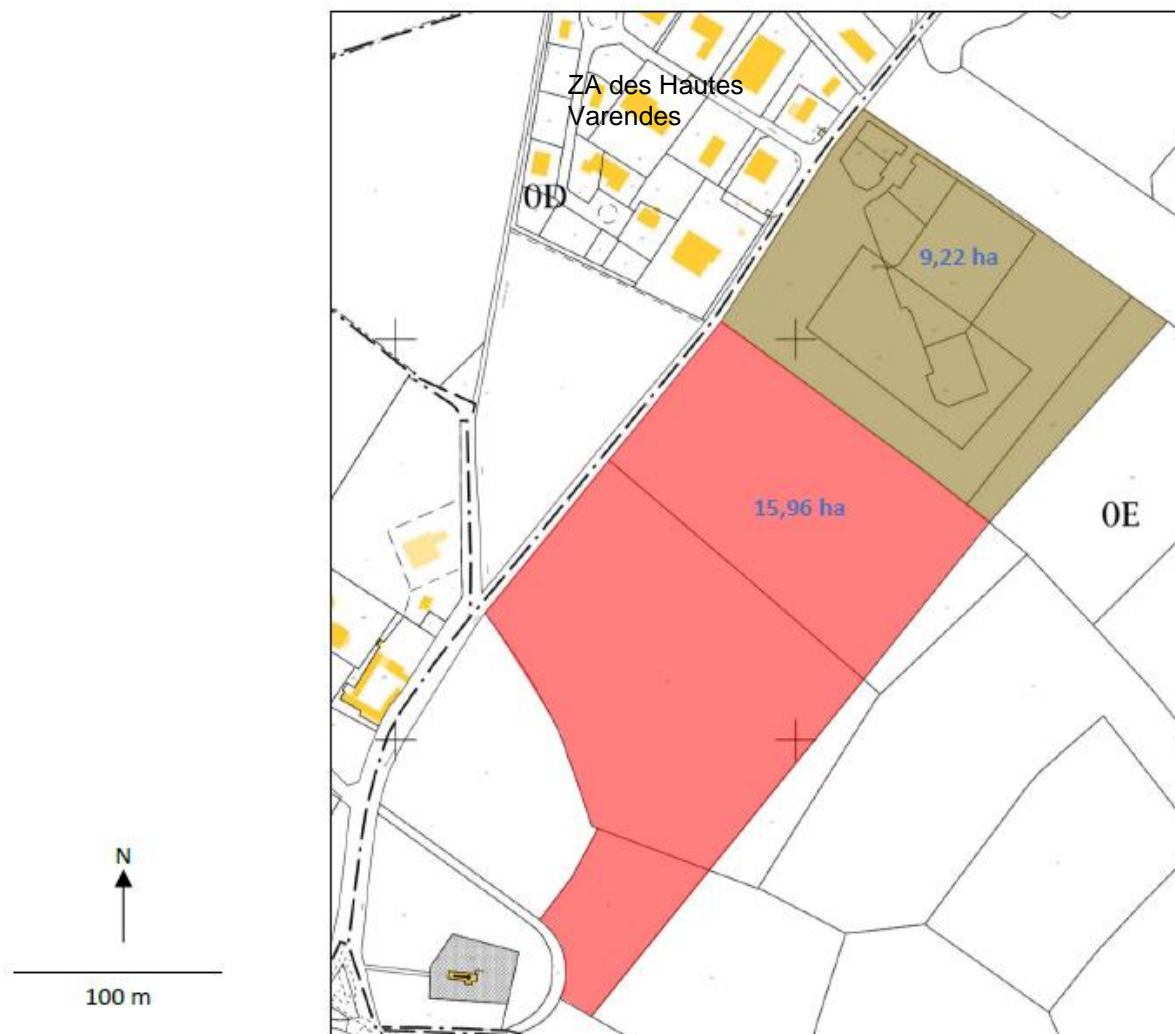 ZA des Hautes
Varendes
0D
9,22 ha
15,96 ha
0E
N
100 m